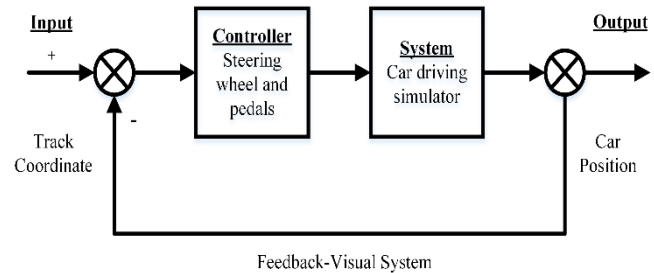 Input
+
-
Track
Coordinate
Controller
Steering
wheel and
pedals
System
Car driving
simulator
Output
Car
Position
Feedback-Visual System